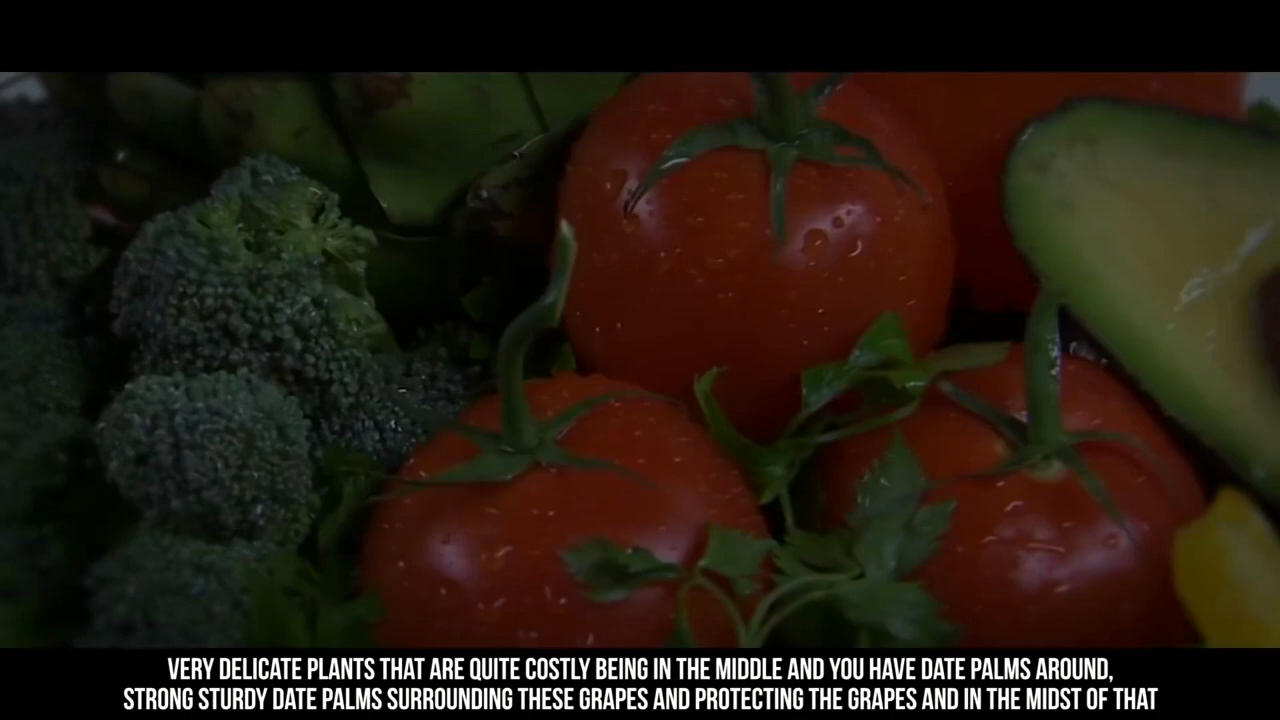 VERY DELICATE PLANTS THAT ARE QUITE COSTLY BEING IN THE MIDDLE AND YOU HAVE DATE PALMS AROUND,
STRONG STURDY DATE PALMS SURROUNDING THESE GRAPES AND PROTECTING THE GRAPES AND IN THE MIDST OF THAT